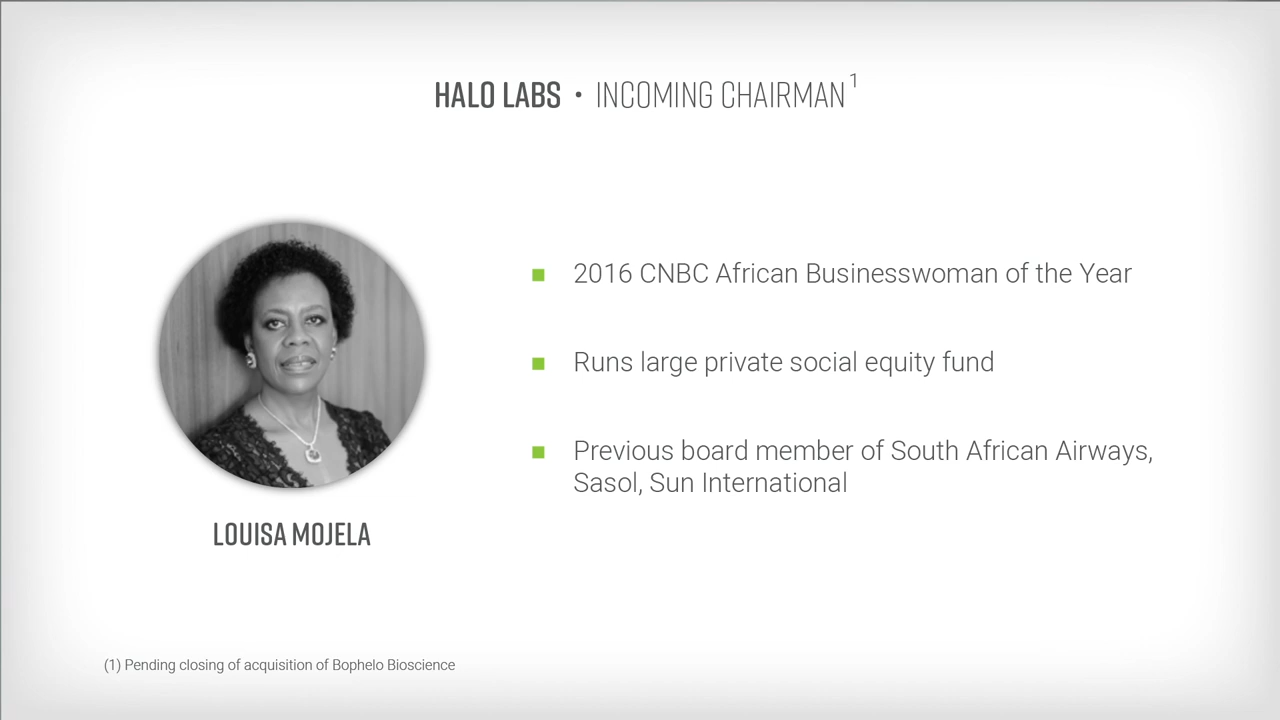 HALO LABS • INCOMING CHAIRMAN¹
2016 CNBC African Businesswoman of the Year
Runs large private social equity fund
Previous board member of South African Airways,
Sasol, Sun International
LOUISA MOJELA
(1) Pending closing of acquisition of Bophelo Bioscience